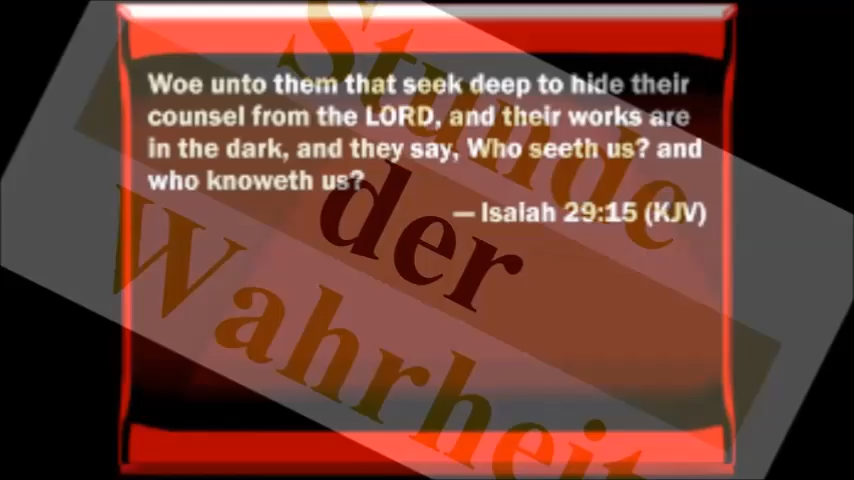 Woe unto them that seek deep to hide their
counsel from the LORD, and their works are
in the dark, and they say, Who seeth us? and
who knoweth us?
— Isaiah 29:15 (KJV)
Stunde
der
Wahrheit